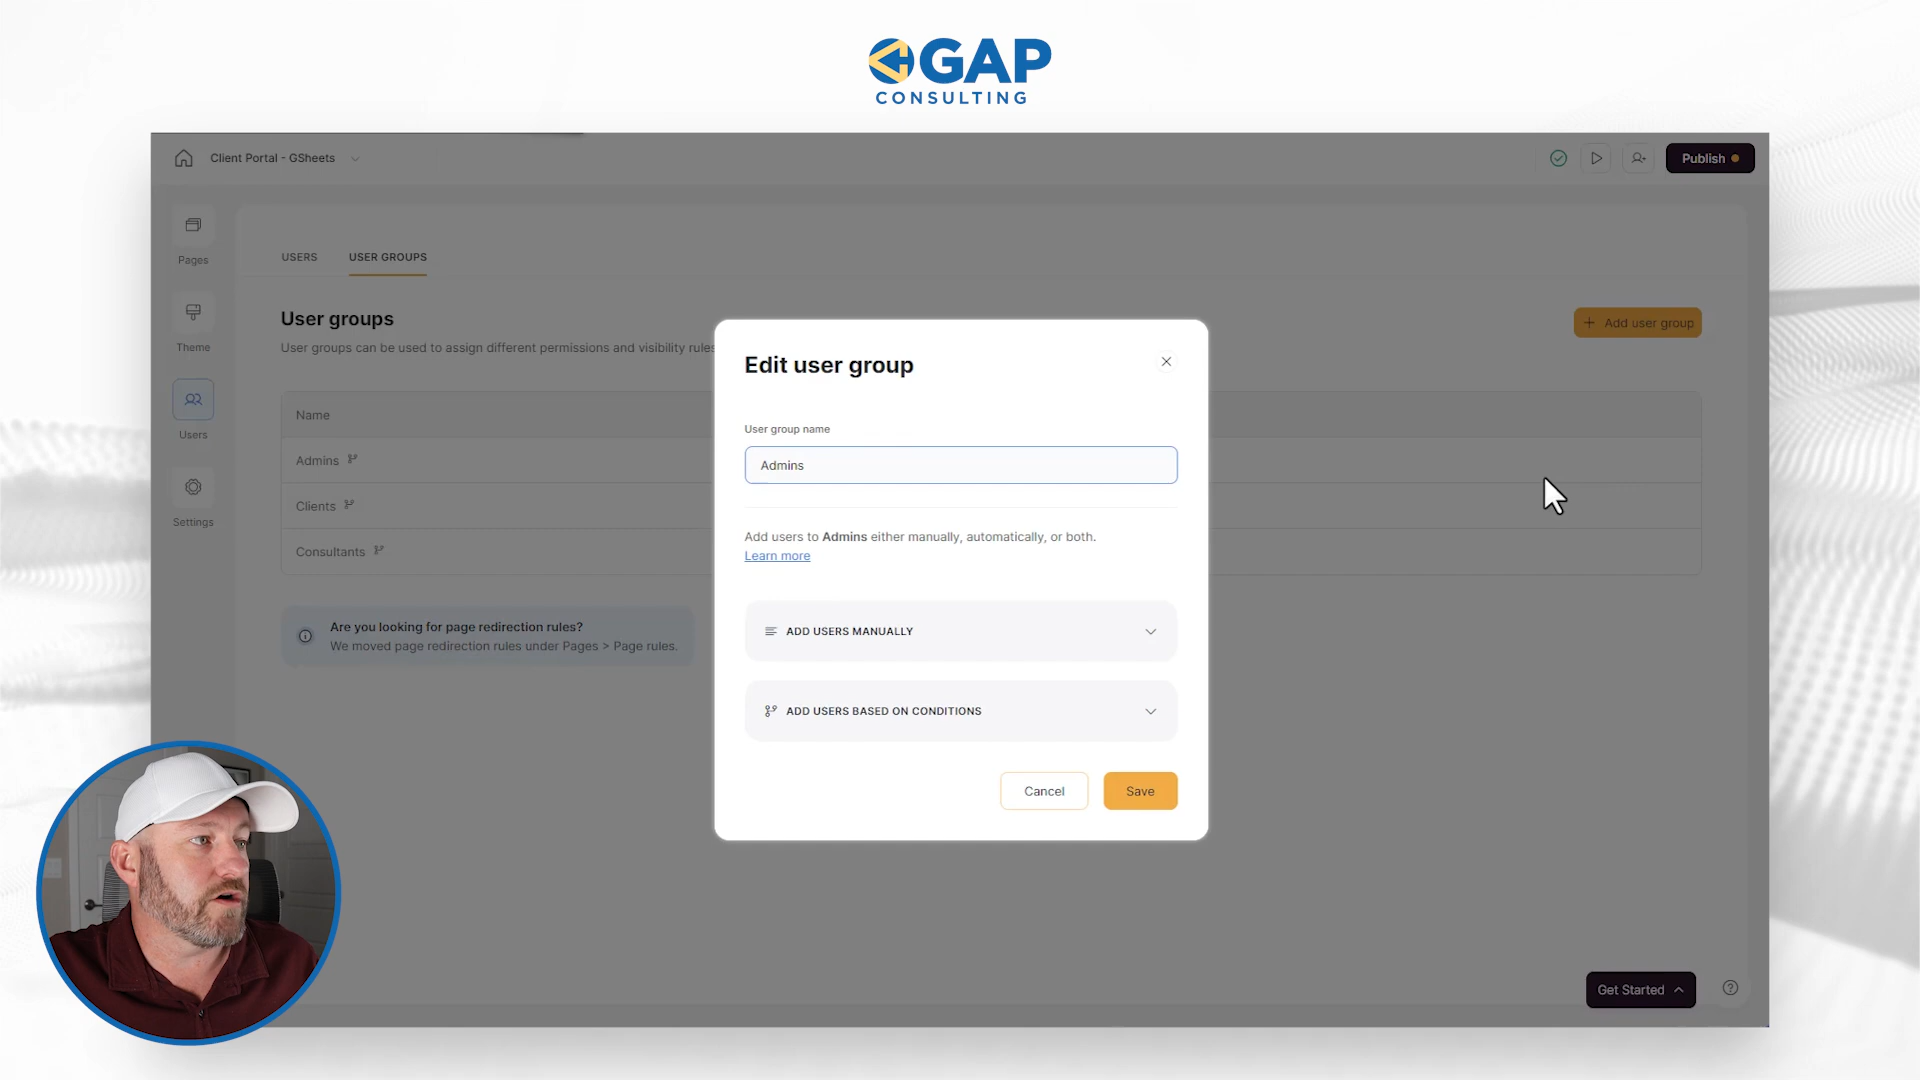 GAP
CONSULTING
Client Portal - GSheets
Publish
Pages
Theme
Users
Settings
USERS
USER GROUPS
User groups
User groups can be used to assign different permissions and visibility rules
Add user group
Name
Admins
Clients
Consultants
Are you looking for page redirection rules?
We moved page redirection rules under Pages > Page rules.
Edit user group
User group name
Admins
Add users to Admins either manually, automatically, or both.
Learn more
ADD USERS MANUALLY
ADD USERS BASED ON CONDITIONS
Cancel
Save
Get Started